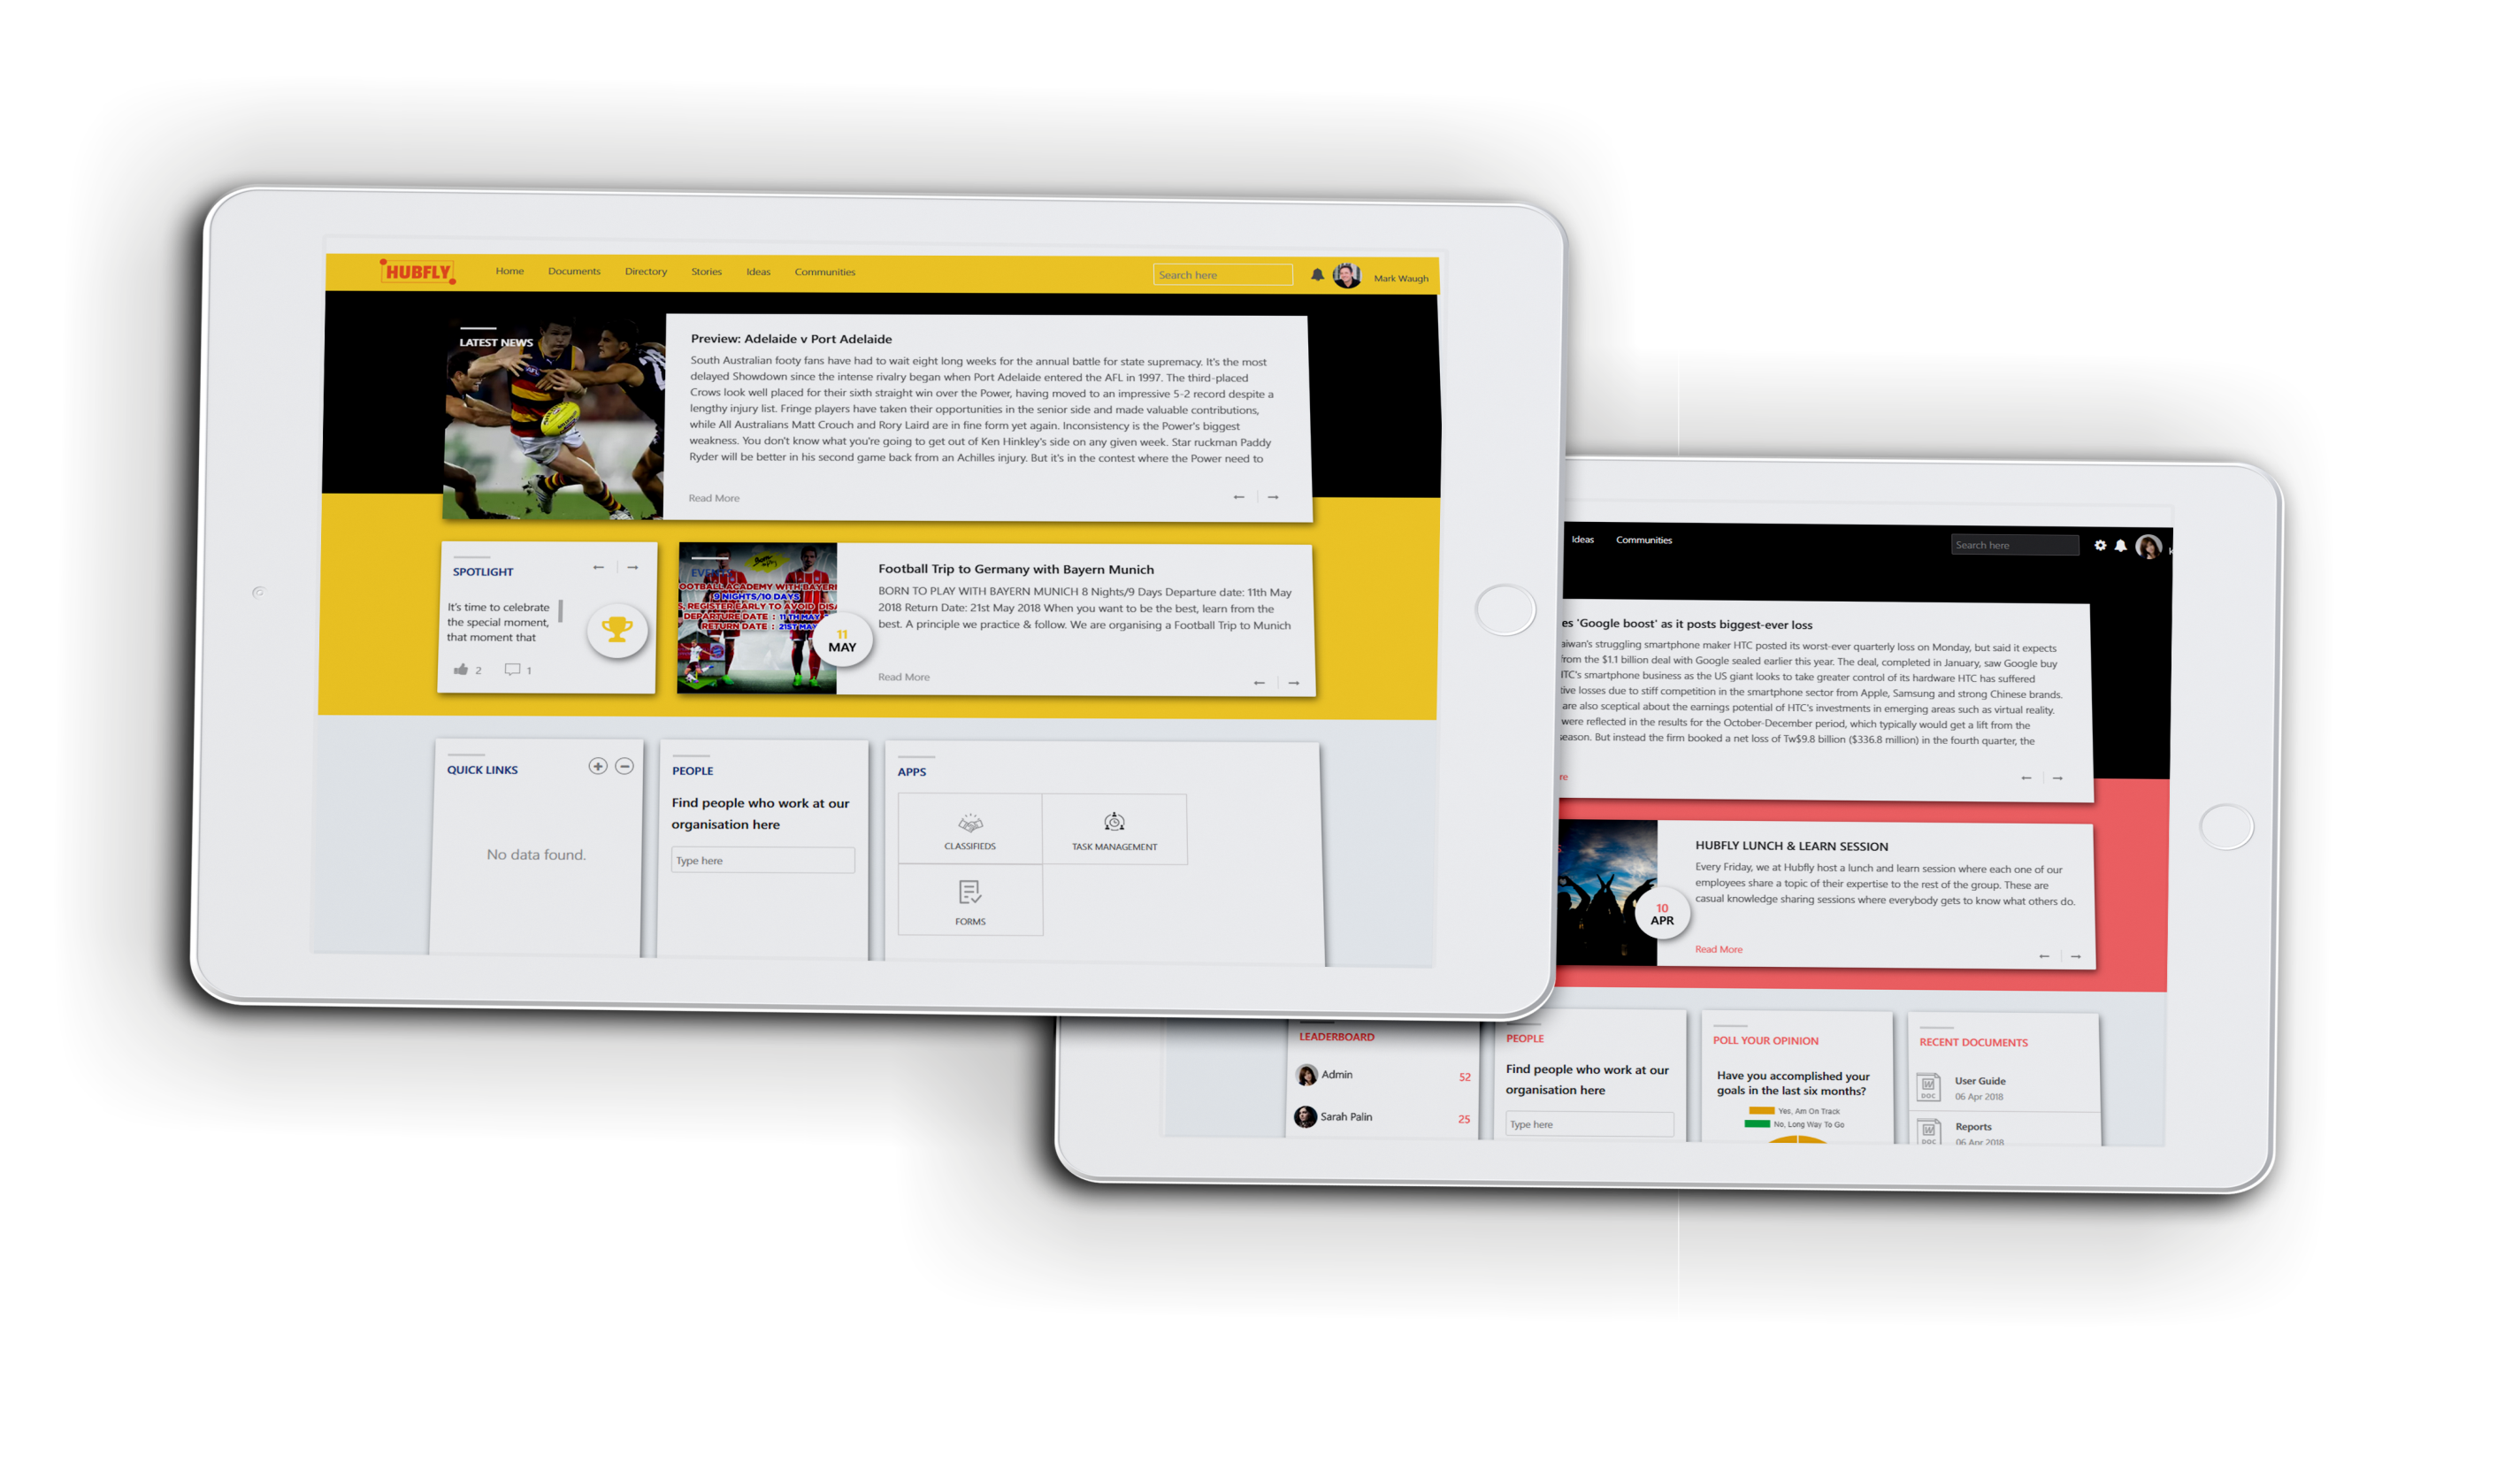 HUBFLY
Home Documents Directory Stories Ideas Communities
Search here
Mark Waugh
LATEST NEWS
Preview: Adelaide v Port Adelaide
South Australian footy fans have had to wait eight long weeks for the annual battle for state supremacy. It's the most
delayed Showdown since the intense rivalry began when Port Adelaide entered the AFL in 1997. The third-placed
Crows look well placed for their sixth straight win over the Power, having moved to an impressive 5-2 record despite a
lengthy injury list. Fringe players have taken their opportunities in the senior side and made valuable contributions,
while All Australians Matt Crouch and Rory Laird are in fine form yet again. Inconsistency is the Power's biggest
weakness. You don't know what you're going to get out of Ken Hinkley's side on any given week. Star ruckman Paddy
Ryder will be better in his second game back from an Achilles injury. But it's in the contest where the Power need to
Read More
SPOTLIGHT
It's time to celebrate
the special moment,
that moment that
2 1
OOTBALL ACADEMY WITH BAYER
9 NIGHTS/10 DAYS
REGISTER EARLY TO AVOID
DEPARTURE DATE : 11 TH MAY
RETURN DATE : 21ST MAY
11
MAY
Football Trip to Germany with Bayern Munich
BORN TO PLAY WITH BAYERN MUNICH 8 Nights/9 Days Departure date: 11th May
2018 Return Date: 21st May 2018 When you want to be the best, learn from the
best. A principle we practice & follow. We are organising a Football Trip to Munich
Read More
QUICK LINKS
No data found.
PEOPLE
Find people who work at our
organisation here
Type here
APPS
CLASSIFIEDS
TASK MANAGEMENT
FORMS
Ideas Communities
Search here
es 'Google boost' as it posts biggest-ever loss
aiwan's struggling smartphone maker HTC posted its worst-ever quarterly loss on Monday, but said it expects
from the $1.1 billion deal with Google sealed earlier this year. The deal, completed in January, saw Google buy
HTC's smartphone business as the US giant looks to take greater control of its hardware HTC has suffered
tive losses due to stiff competition in the smartphone sector from Apple, Samsung and strong Chinese brands.
are also sceptical about the earnings potential of HTC's investments in emerging areas such as virtual reality.
were reflected in the results for the October-December period, which typically would get a lift from the
season. But instead the firm booked a net loss of Tw$9.8 billion ($336.8 million) in the fourth quarter, the
re
10
APR
HUBFLY LUNCH & LEARN SESSION
Every Friday, we at Hubfly host a lunch and learn session where each one of our
employees share a topic of their expertise to the rest of the group. These are
casual knowledge sharing sessions where everybody gets to know what others do.
Read More
LEADERBOARD
Admin 52
Sarah Palin 25
PEOPLE
Find people who work at our
organisation here
Type here
POLL YOUR OPINION
Have you accomplished your
goals in the last six months?
Yes, Am On Track
No, Long Way To Go
RECENT DOCUMENTS
DOC
User Guide
06 Apr 2018
DOC
Reports
06 Apr 2018